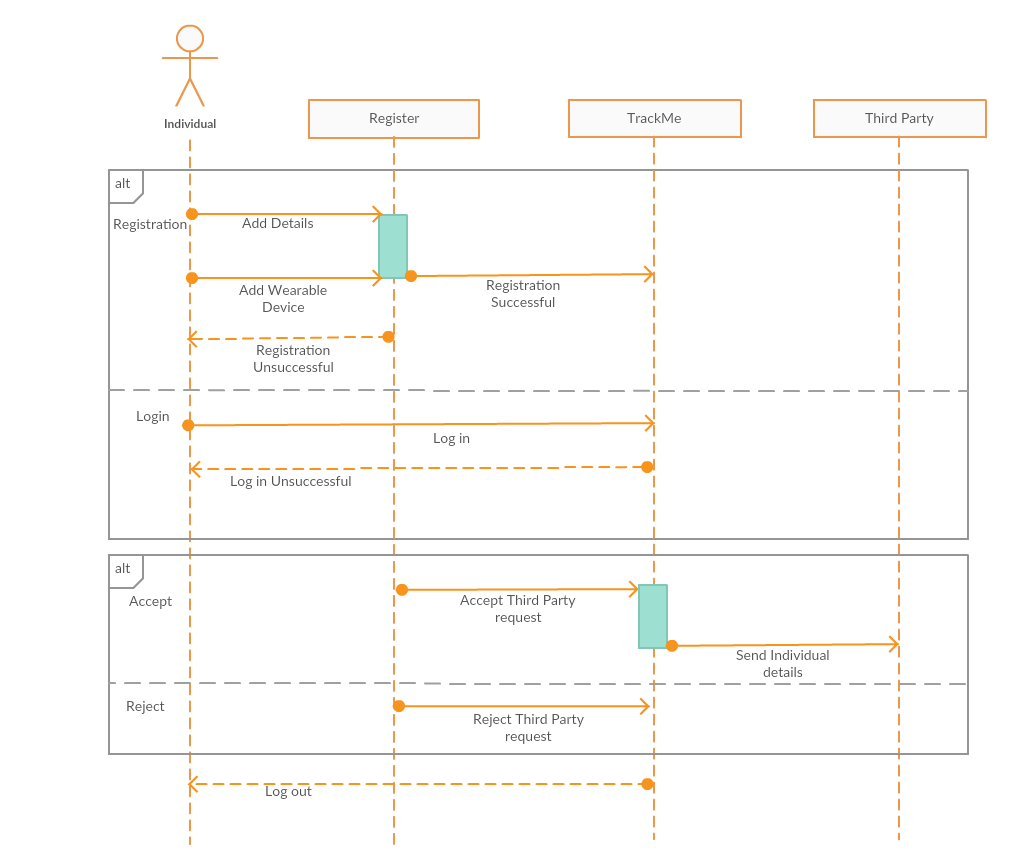 Individual
Register
TrackMe
Third Party
alt
Registration
Add Details
Add Wearable
Device
Registration
Successful
Registration
Unsuccessful
Login
Log in
Log in Unsuccessful
alt
Accept
Accept Third Party
request
Send Individual
details
Reject
Reject Third Party
request
Log out